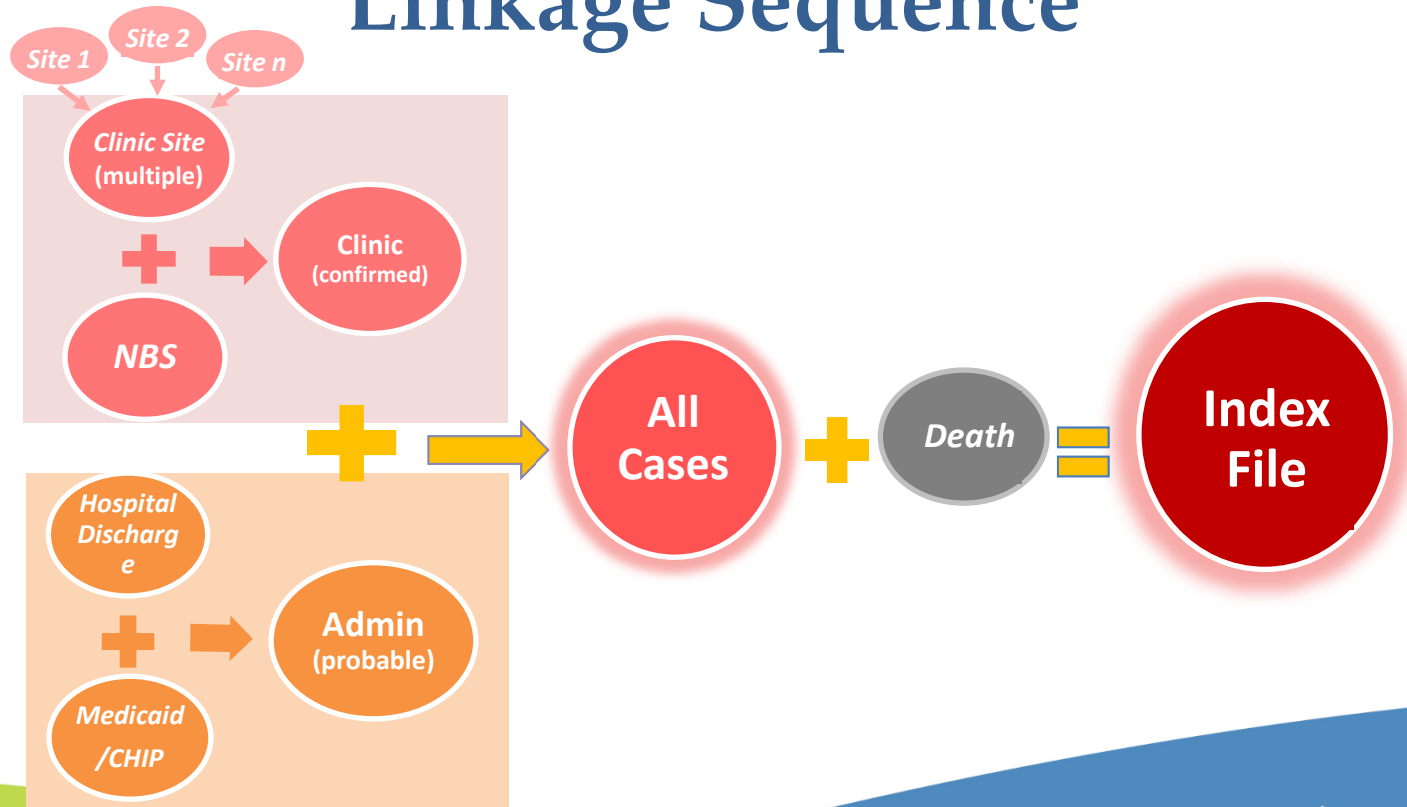 Linkage Sequence
Site 1
Site 2
Site n
Clinic Site
(multiple)
Clinic
(confirmed)
NBS
All
Cases
Death
Index
File
Hospital
Discharg
e
Admin
(probable)
Medicaid
/CHIP